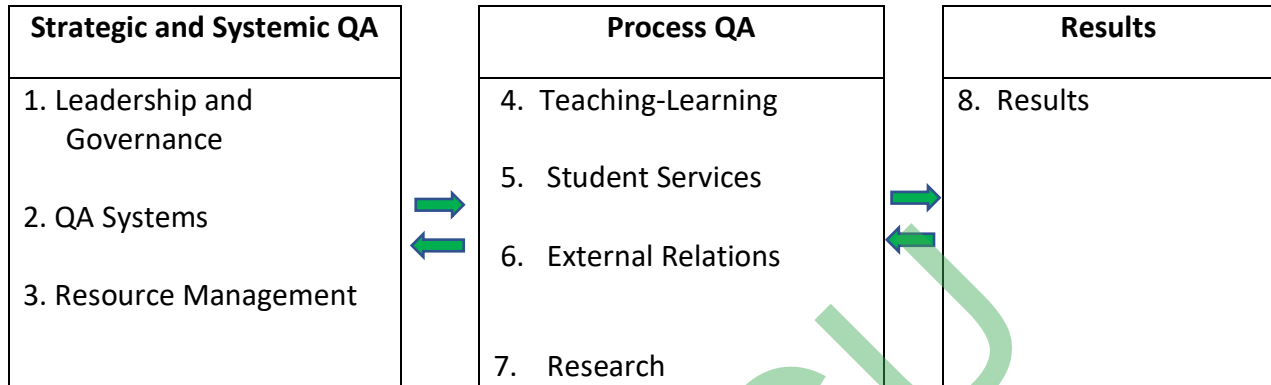 Strategic and Systemic QA
1. Leadership and
Governance
2. QA Systems
3. Resource Management
Process QA
4. Teaching-Learning
5. Student Services
6. External Relations
7. Research
Results
8. Results